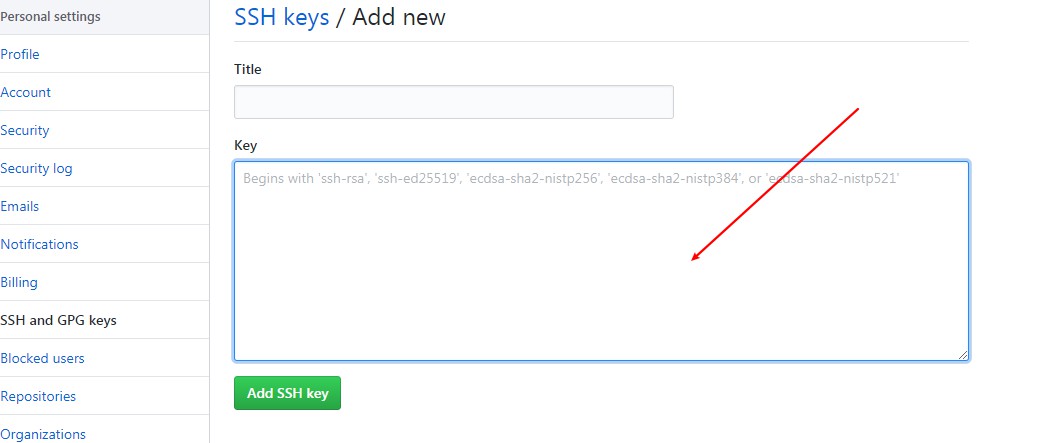 Personal settings
Profile
Account
Security
Security log
Emails
Notifications
Billing
SSH and GPG keys
Blocked users
Repositories
Organizations
SSH keys / Add new
Title
Key
Begins with 'ssh-rsa', 'ssh-ed25519', 'ecdsa-sha2-nistp256', 'ecdsa-sha2-nistp384', or 'ecdsa-sha2-nistp521'
Add SSH key